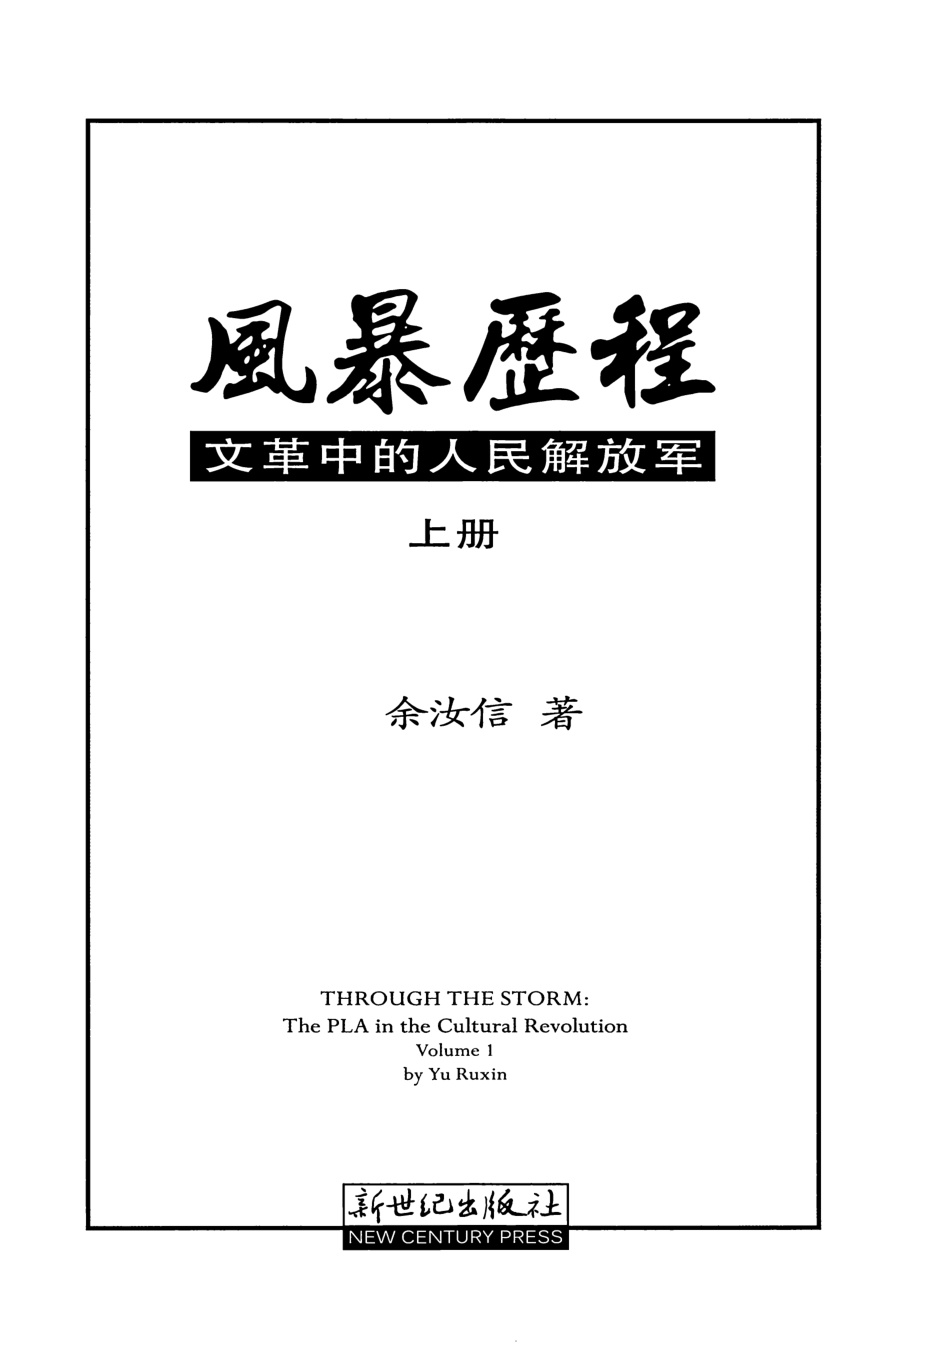 風暴歷程
文革中的人民解放军
上册
余汝信 著
THROUGH THE STORM:
The PLA in the Cultural Revolution
Volume 1
by Yu Ruxin
新世纪出版社
NEW CENTURY PRESS